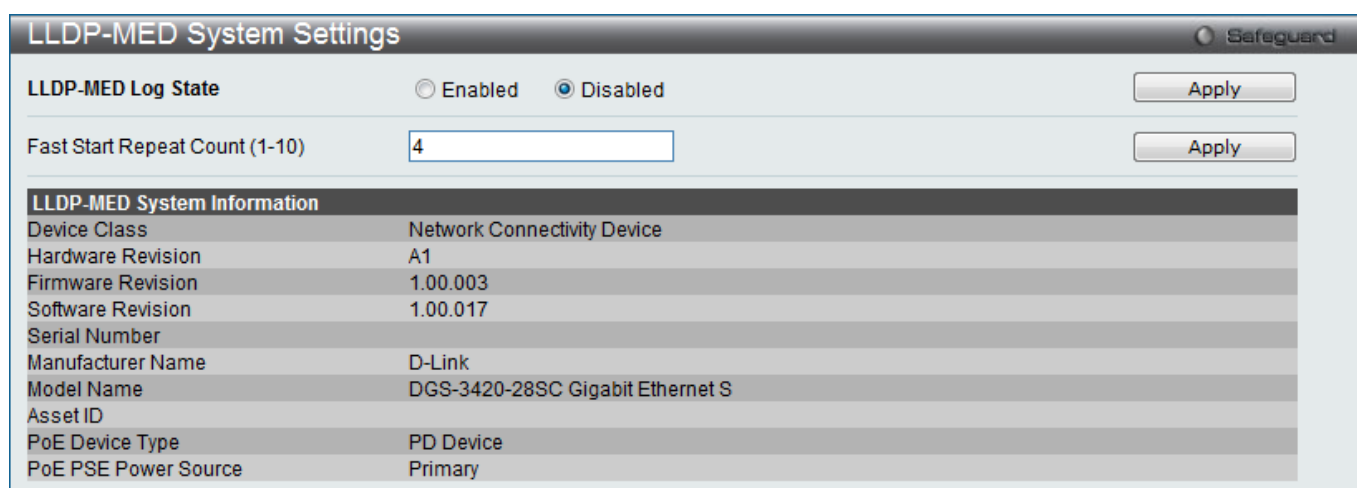 LLDP-MED System Settings
Safeguard
LLDP-MED Log State Enabled Disabled Apply
Fast Start Repeat Count (1-10) 4 Apply
LLDP-MED System Information
Device Class Network Connectivity Device
Hardware Revision A1
Firmware Revision 1.00.003
Software Revision 1.00.017
Serial Number
Manufacturer Name D-Link
Model Name DGS-3420-28SC Gigabit Ethernet S
Asset ID
PoE Device Type PD Device
PoE PSE Power Source Primary